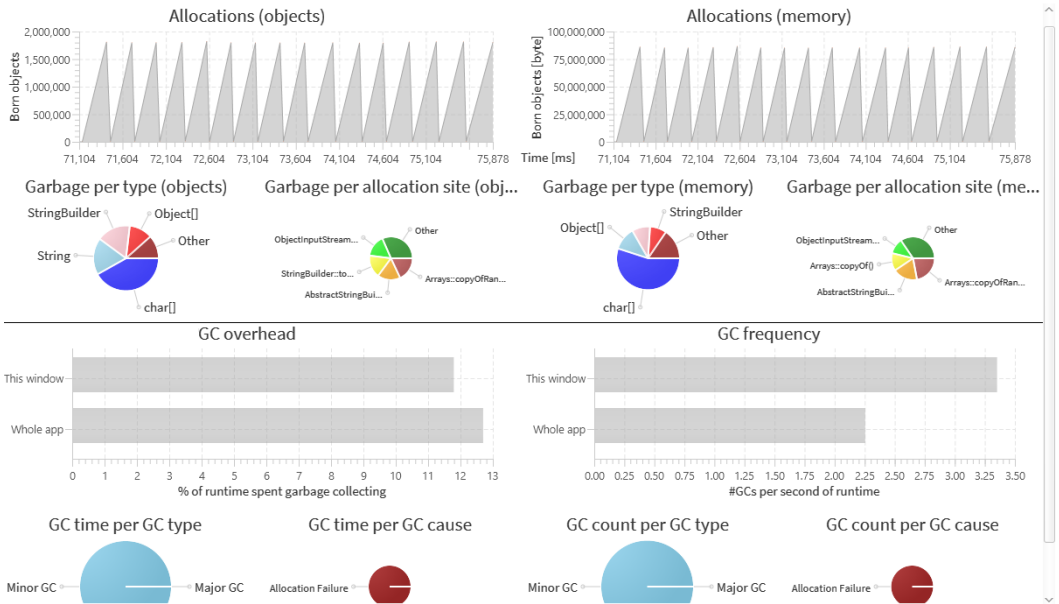 Allocations (objects)
Born objects
2,000,000
1,500,000
1,000,000
500,000
0
71,104 71,604 72,104 72,604 73,104 73,604 74,104 74,604 75,104 75,878
Time [ms]
Allocations (memory)
Born objects [byte]
100,000,000
75,000,000
50,000,000
25,000,000
0
71,104 71,604 72,104 72,604 73,104 73,604 74,104 74,604 75,104 75,878
Garbage per type (objects)
StringBuilder
Object[]
String
Other
char[]
Garbage per allocation site (obj...
ObjectInputStream...
Other
StringBuilder::to...
Arrays::copyOfRan...
AbstractStringBui...
Garbage per type (memory)
StringBuilder
Object[]
Other
char[]
Garbage per allocation site (me...
ObjectInputStream...
Other
Arrays::copyOf()
Arrays::copyOfRan...
AbstractStringBui...
GC overhead
This window
Whole app
0 1 2 3 4 5 6 7 8 9 10 11 12 13
% of runtime spent garbage collecting
GC frequency
This window
Whole app
0.00 0.25 0.50 0.75 1.00 1.25 1.50 1.75 2.00 2.25 2.50 2.75 3.00 3.25 3.50
#GCs per second of runtime
GC time per GC type
Minor GC
Major GC
GC time per GC cause
Allocation Failure
GC count per GC type
Minor GC
Major GC
GC count per GC cause
Allocation Failure